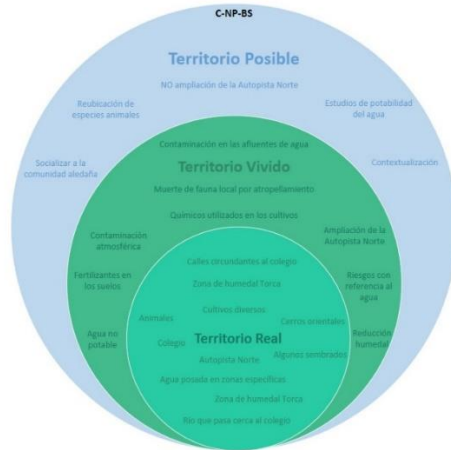 C-NP-BS
Territorio Posible
NO ampliación de la Autopista Norte
Reubicación de
especies animales
Estudios de potabilidad
del agua
Socializar a la
comunidad aledaña
Contextualización
Contaminación en las afluentes de agua
Territorio Vivido
Muerte de fauna local por atropellamiento
Químicos utilizados en los cultivos
Contaminación
atmosférica
Ampliación de la
Autopista Norte
Fertilizantes en
los suelos
Riesgos con
referencia al
agua
Agua no
potable
Reducción
humedal
Calles circundantes al colegio
Zona de humedal Torca
Cultivos diversos
Animales
Cerros orientales
Territorio Real
Colegio
Algunos sembrados
Autopista Norte
Agua posada en zonas específicas
Zona de humedal Torca
Rio que pasa cerca al colegio